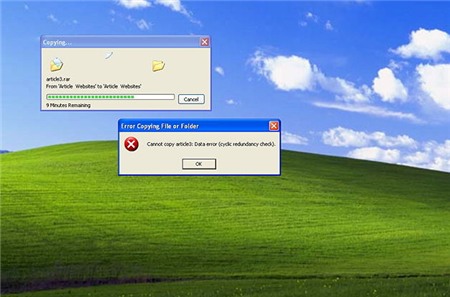 Copying...
article3.rar
From 'Article Websites' to 'Article Websites'
9 Minutes Remaining
Cancel
Error Copying File or Folder
Cannot copy article3: Data error (cyclic redundancy check).
OK